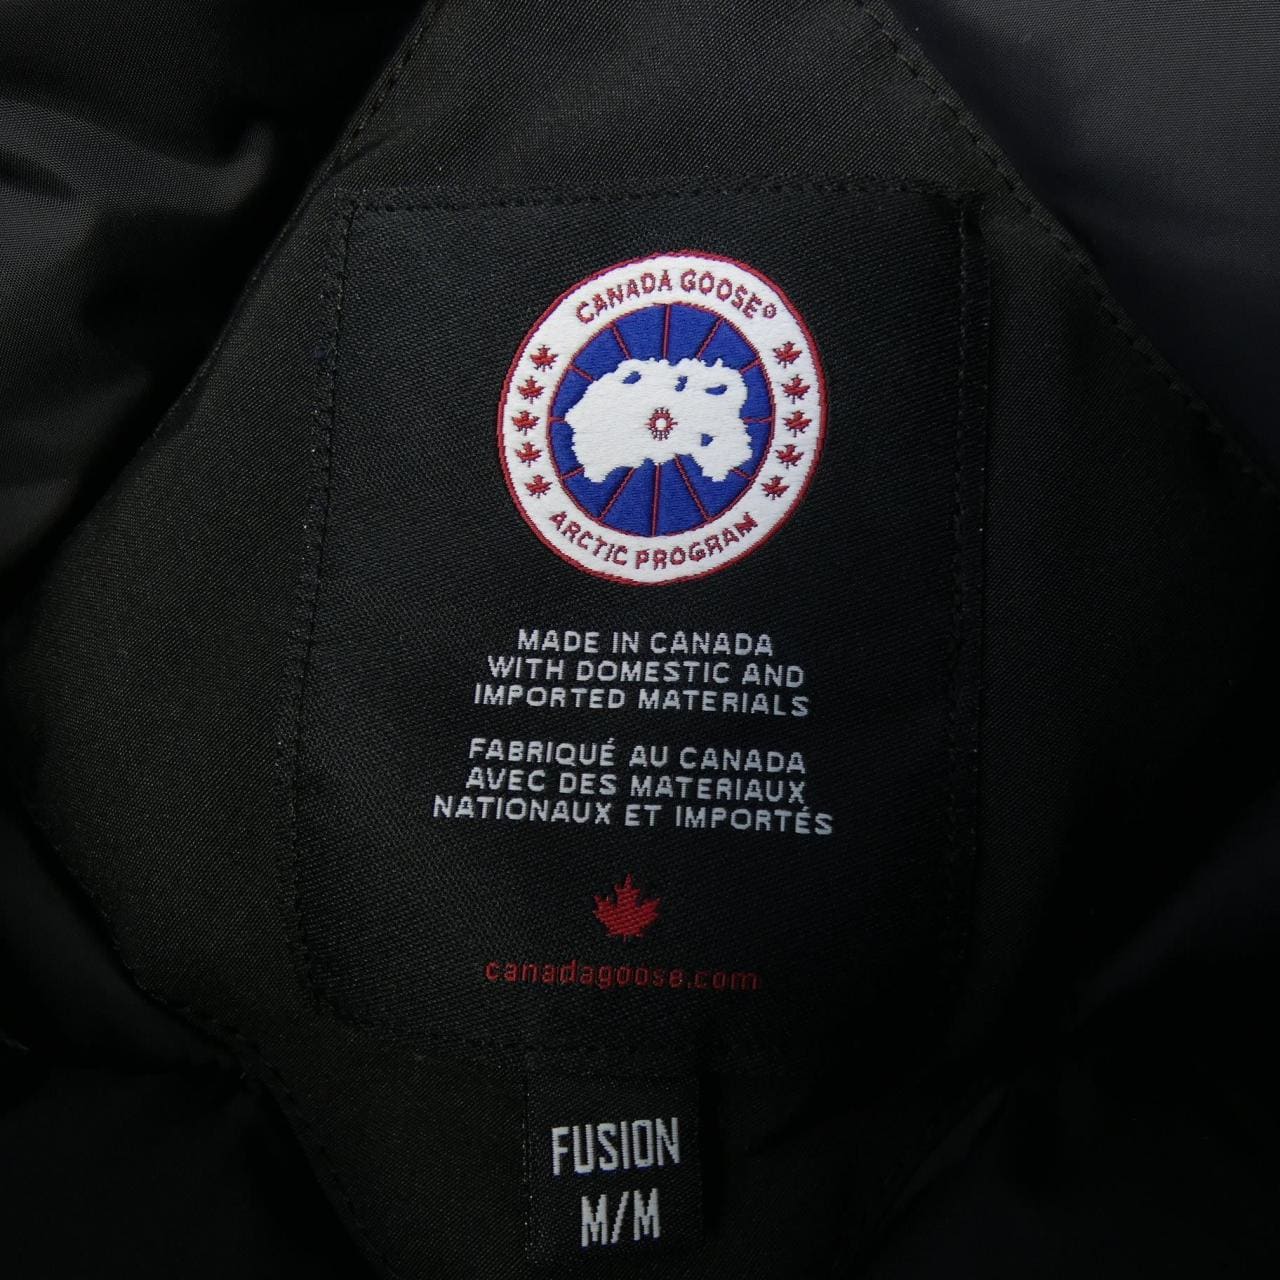 CANADA GOOSE®
ARCTIC PROGRAM
MADE IN CANADA
WITH DOMESTIC AND
IMPORTED MATERIALS
FABRIQUÉ AU CANADA
AVEC DES MATERIAUX
NATIONAUX ET IMPORTÉS
canadagoose.com
FUSION
M/M